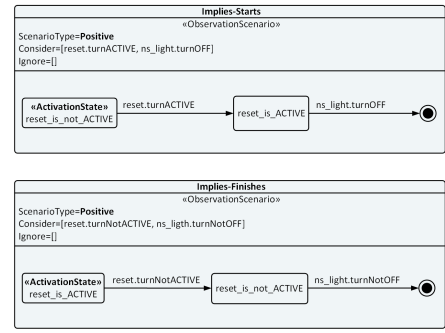 Implies-Starts
«ObservationScenario»
ScenarioType=Positive
Consider=[reset.turnACTIVE, ns_light.turnOFF]
Ignore=[]
«ActivationState»
reset_is_not_ACTIVE
reset.turnACTIVE
reset_is_ACTIVE
ns_light.turnOFF
Implies-Finishes
«ObservationScenario»
ScenarioType=Positive
Consider=[reset.turnNotACTIVE, ns_ligth.turnNotOFF]
Ignore=[]
«ActivationState»
reset_is_ACTIVE
reset.turnNotACTIVE
reset_is_not_ACTIVE
ns_light.turnNotOFF